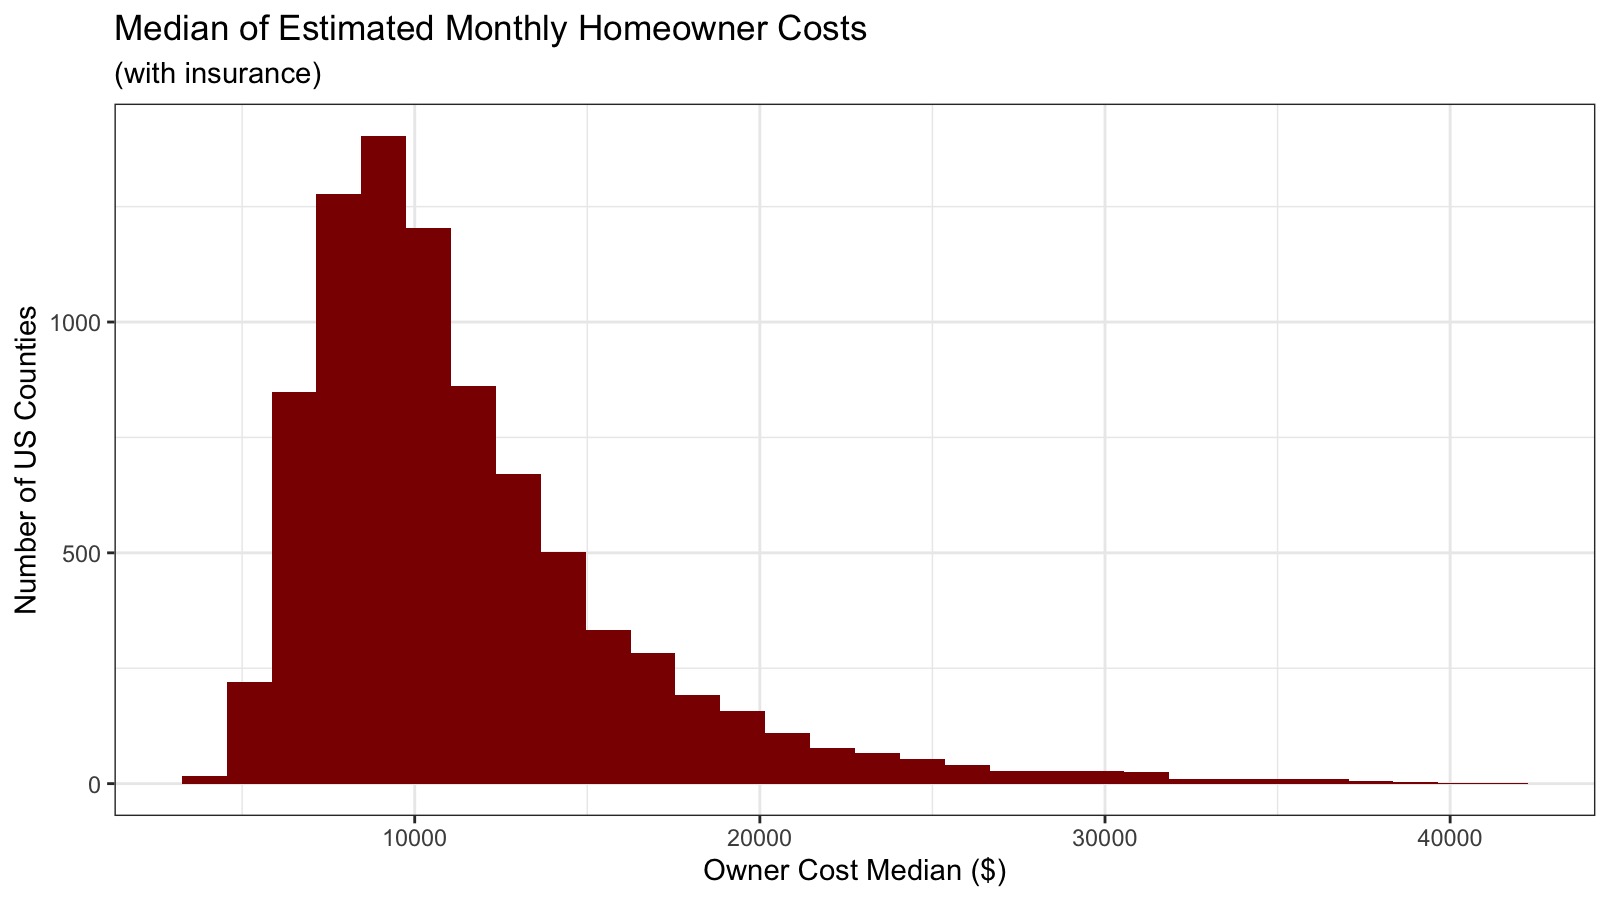 Median of Estimated Monthly Homeowner Costs
(with insurance)
Number of US Counties
1000
500
0
10000
20000
30000
40000
Owner Cost Median ($)